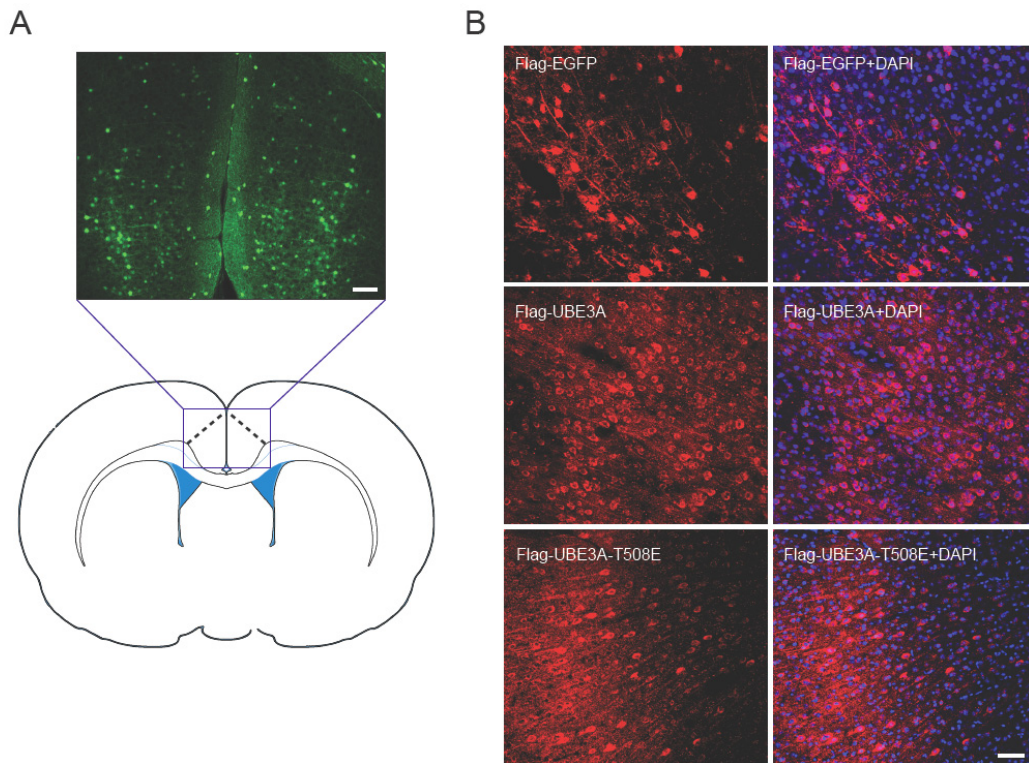 A
B
Flag-EGFP
Flag-EGFP+DAPI
Flag-UBE3A
Flag-UBE3A+DAPI
Flag-UBE3A-T508E
Flag-UBE3A-T508E+DAPI